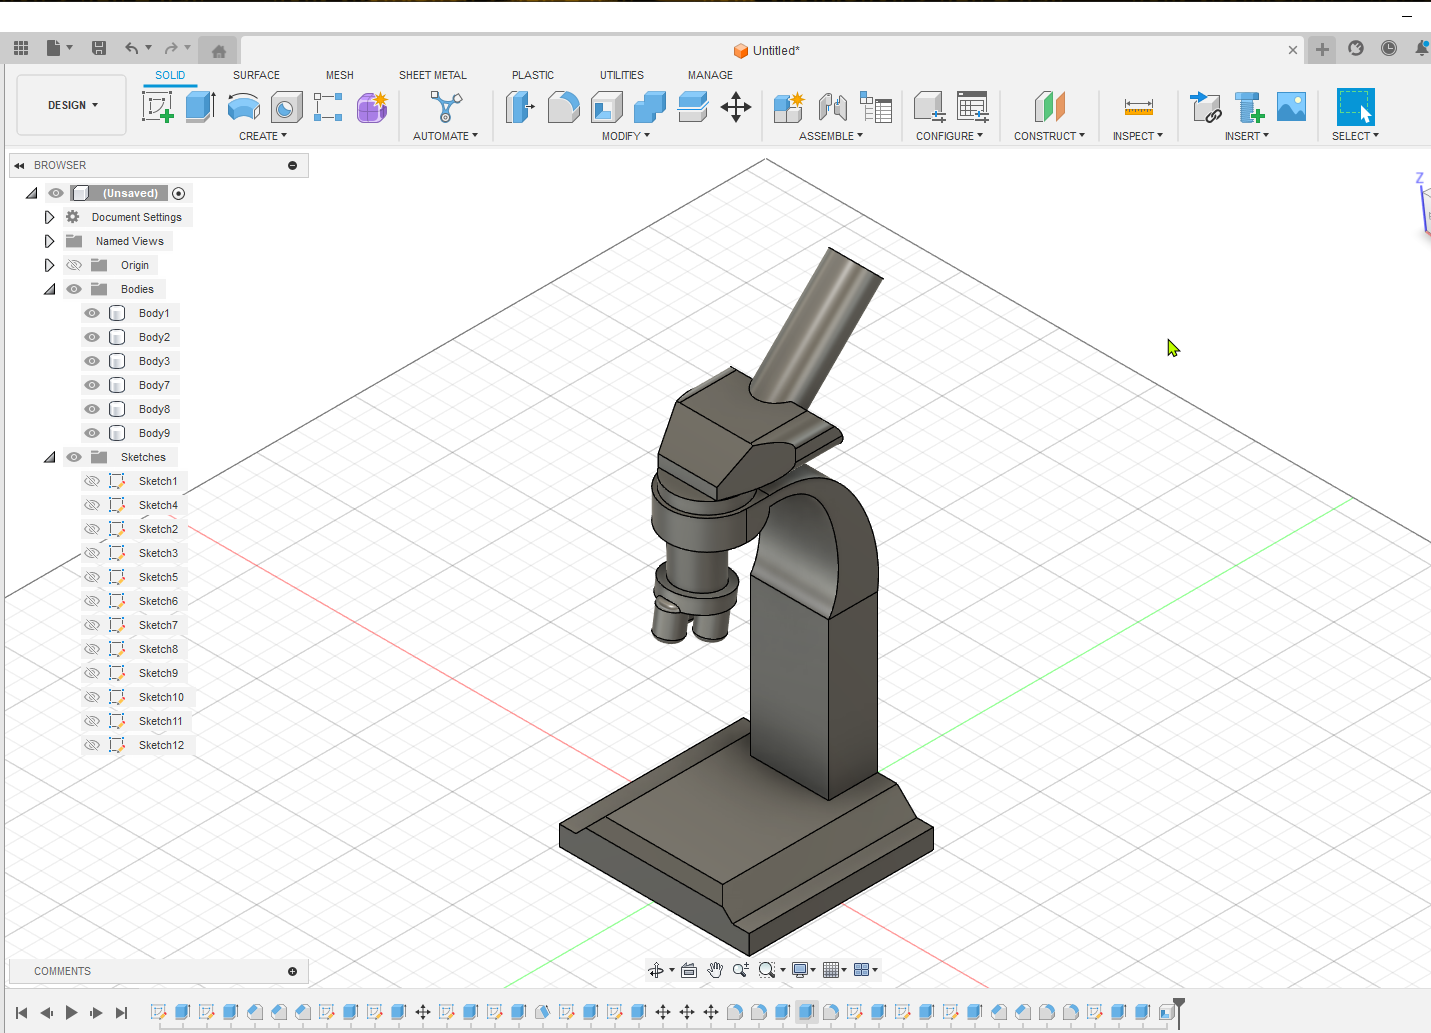 Untitled*
SOLID SURFACE MESH SHEET METAL PLASTIC UTILITIES MANAGE
DESIGN
CREATE AUTOMATE MODIFY ASSEMBLE CONFIGURE CONSTRUCT INSPECT INSERT SELECT
BROWSER
(Unsaved)
Document Settings
Named Views
Origin
Bodies
Body1
Body2
Body3
Body7
Body8
Body9
Sketches
Sketch1
Sketch4
Sketch2
Sketch3
Sketch5
Sketch6
Sketch7
Sketch8
Sketch9
Sketch10
Sketch11
Sketch12
Z
COMMENTS